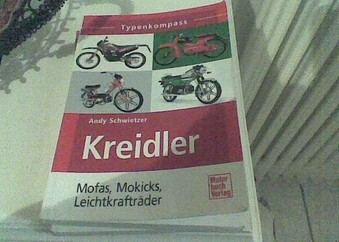 Typenkompass
Andy Schwietzer
Kreidler
Mofas, Mokicks,
Leichtkrafträder
Motor
buch
Verlag